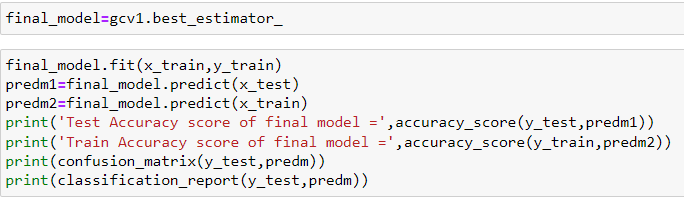 final_model=gcv1.best_estimator_
final_model.fit(x_train,y_train)
predm1=final_model.predict(x_test)
predm2=final_model.predict(x_train)
print('Test Accuracy score of final model =',accuracy_score(y_test,predm1))
print('Train Accuracy score of final model =',accuracy_score(y_train,predm2))
print(confusion_matrix(y_test,predm))
print(classification_report(y_test,predm))